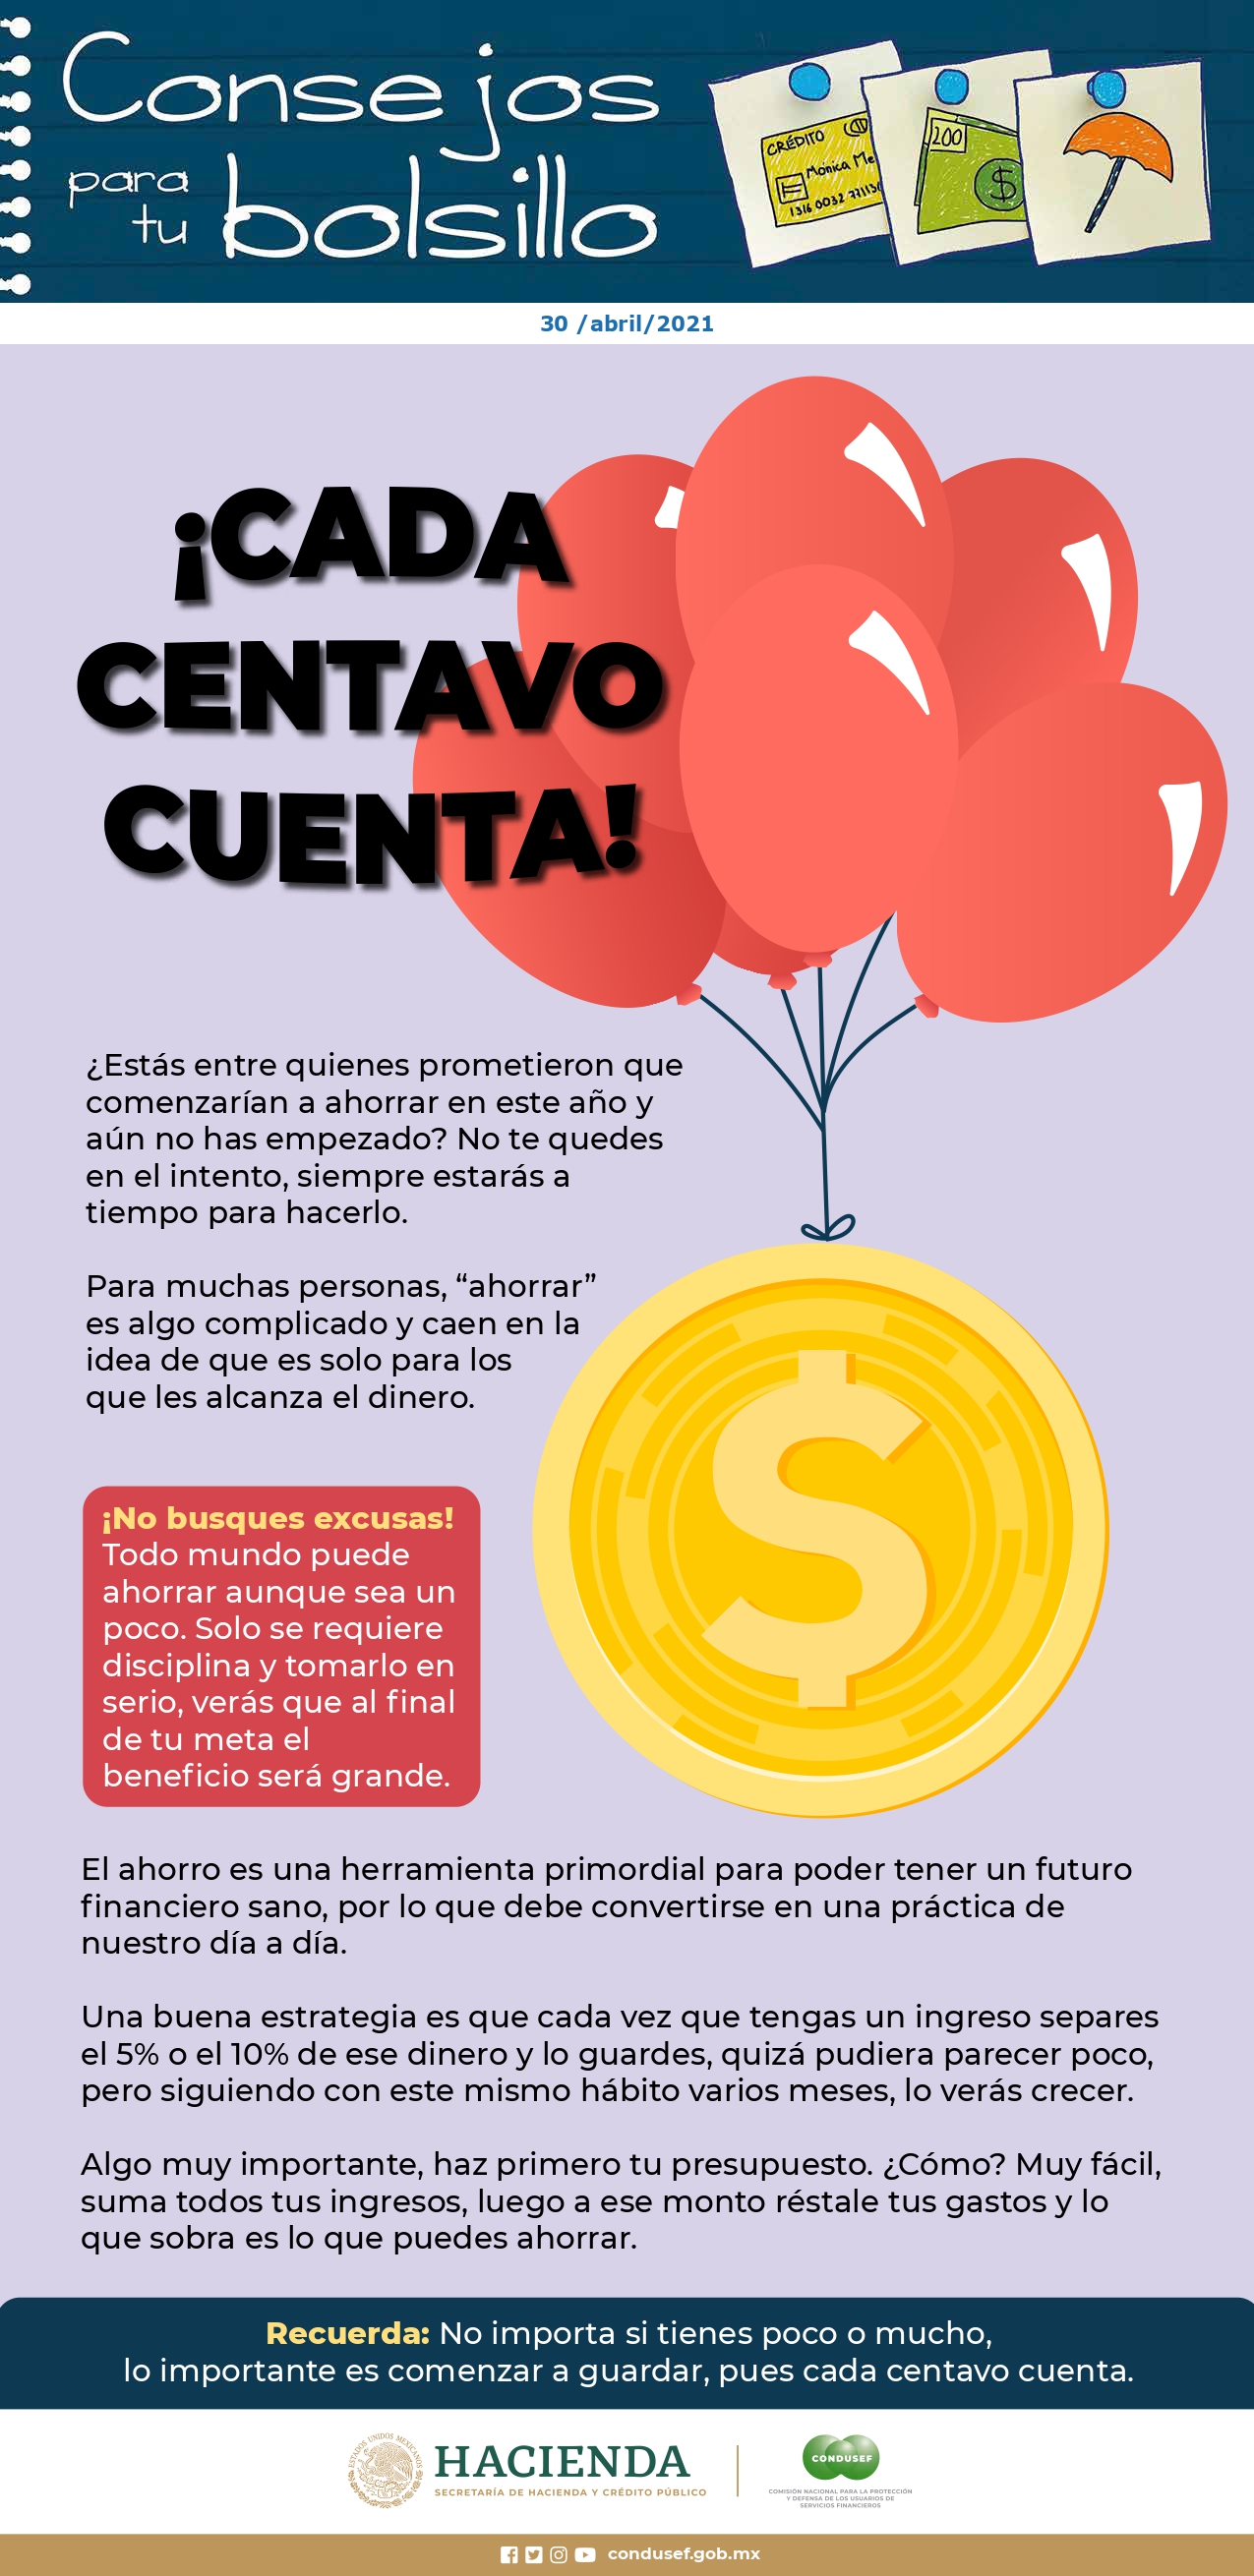 Consejos
para tu bolsillo
CRÉDITO
Mónica Me
1316 0032
200
$
30 /abril/2021
¡CADA
CENTAVO
CUENTA!
¿Estás entre quienes prometieron que
comenzarían a ahorrar en este año y
aún no has empezado? No te quedes
en el intento, siempre estarás a
tiempo para hacerlo.
Para muchas personas, “ahorrar”
es algo complicado y caen en la
idea de que es solo para los
que les alcanza el dinero.
$
¡No busques excusas!
Todo mundo puede
ahorrar aunque sea un
poco. Solo se requiere
disciplina y tomarlo en
serio, verás que al final
de tu meta el
beneficio será grande.
El ahorro es una herramienta primordial para poder tener un futuro
financiero sano, por lo que debe convertirse en una práctica de
nuestro día a día.
Una buena estrategia es que cada vez que tengas un ingreso separes
el 5% o el 10% de ese dinero y lo guardes, quizá pudiera parecer poco,
pero siguiendo con este mismo hábito varios meses, lo verás crecer.
Algo muy importante, haz primero tu presupuesto. ¿Cómo? Muy fácil,
suma todos tus ingresos, luego a ese monto réstale tus gastos y lo
que sobra es lo que puedes ahorrar.
Recuerda: No importa si tienes poco o mucho,
lo importante es comenzar a guardar, pues cada centavo cuenta.
ESTADOS UNIDOS MEXICANOS
HACIENDA
SECRETARÍA DE HACIENDA Y CRÉDITO PÚBLICO
CONDUSEF
COMISIÓN NACIONAL PARA LA PROTECCIÓN
Y DEFENSA DE LOS USUARIOS DE
SERVICIOS FINANCIEROS
condusef.gob.mx